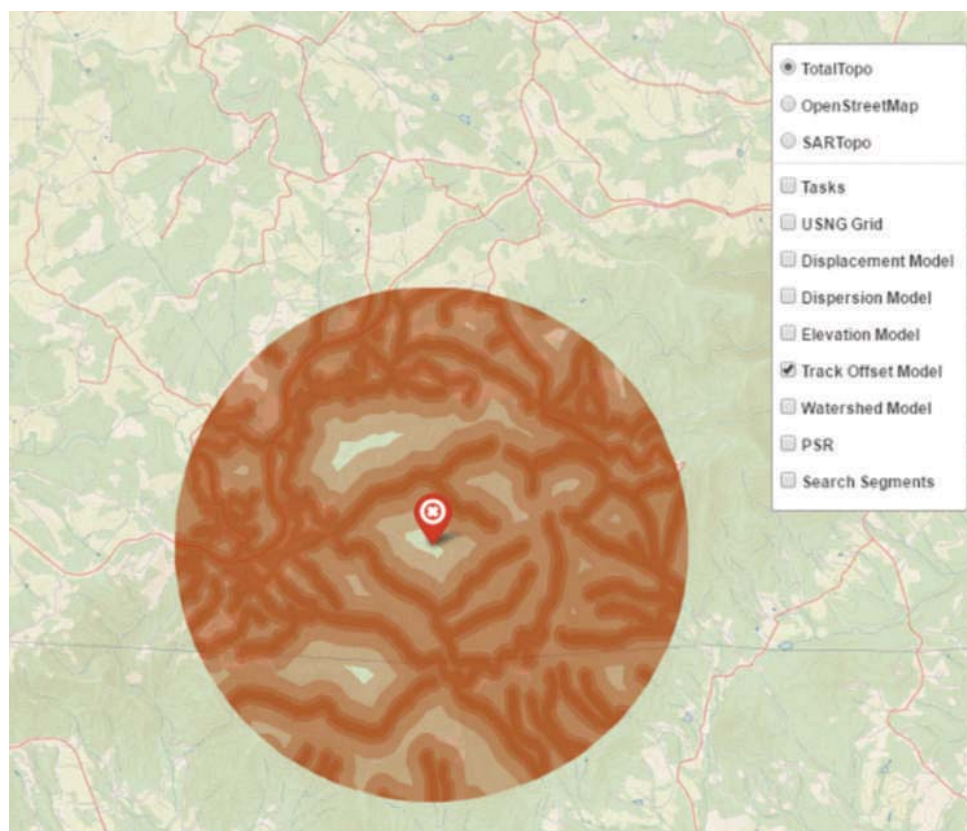 TotalTopo
OpenStreetMap
SARTopo
Tasks
USNG Grid
Displacement Model
Dispersion Model
Elevation Model
Track Offset Model
Watershed Model
PSR
Search Segments